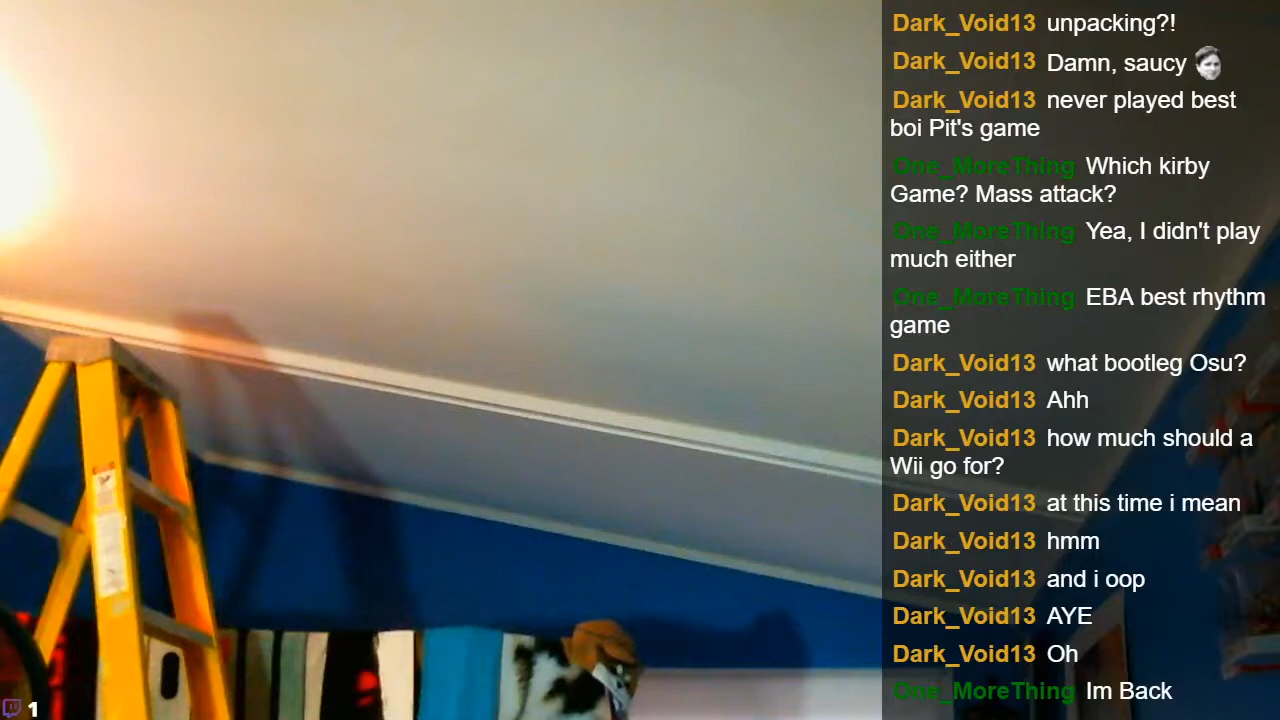 Dark_Void13 unpacking?!
Dark_Void13 Damn, saucy
Dark_Void13 never played best
boi Pit's game
One_MoreThing Which kirby
Game? Mass attack?
One_MoreThing Yea, I didn't play
much either
One_MoreThing EBA best rhythm
game
Dark_Void13 what bootleg Osu?
Dark_Void13 Ahh
Dark_Void13 how much should a
Wii go for?
Dark_Void13 at this time i mean
Dark_Void13 hmm
Dark_Void13 and i oop
Dark_Void13 AYE
Dark_Void13 Oh
One_MoreThing Im Back
1